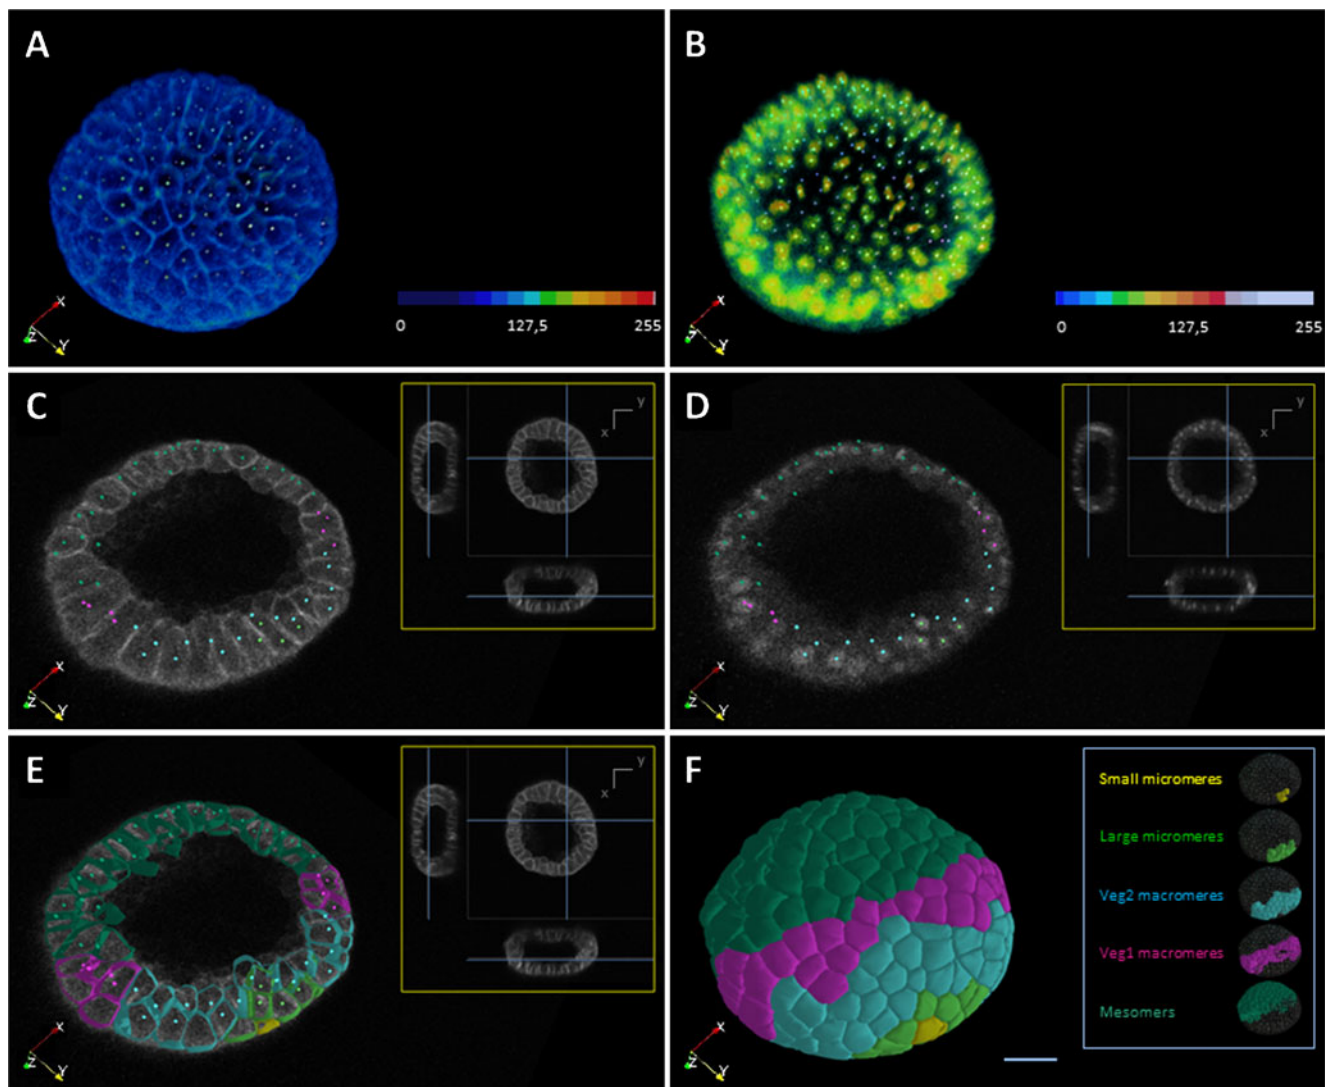 A
B
0 127,5 255
0 127,5 255
X
Z
Y
X
Z
Y
C
D
y
x
y
x
X
Z
Y
X
Z
Y
E
F
y
x
Small micromeres
Large micromeres
Veg2 macromeres
Veg1 macromeres
Mesomers
X
Z
Y
X
Z
Y